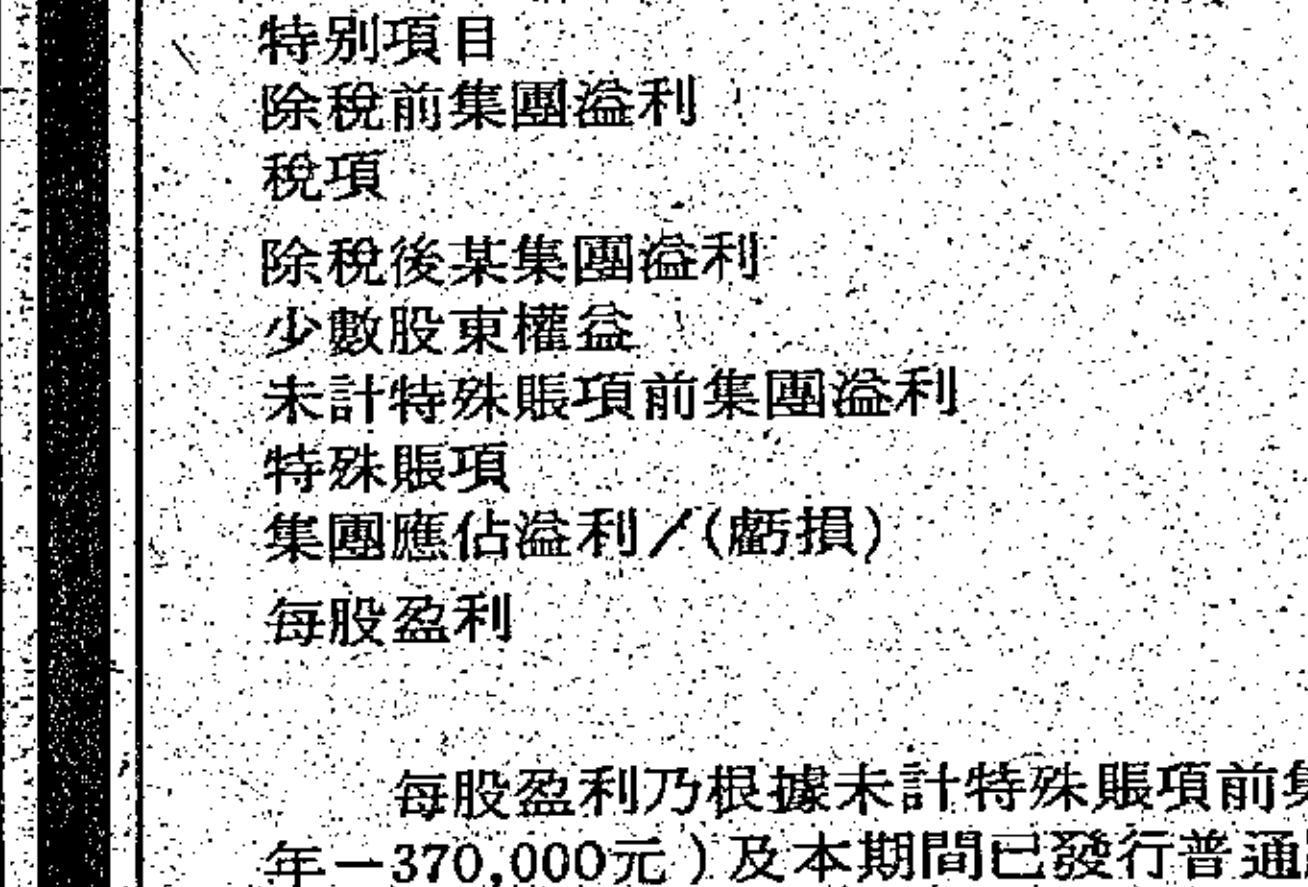 特別項目
除稅前集團溢利
稅項
除稅後某集團溢利
少數股東權益
未計特殊賬項前集團溢利
特殊賬項
集團應佔溢利／(虧損)
每股盈利
每股盈利乃根據未計特殊賬項前集
年一370,000元）及本期間已發行普通